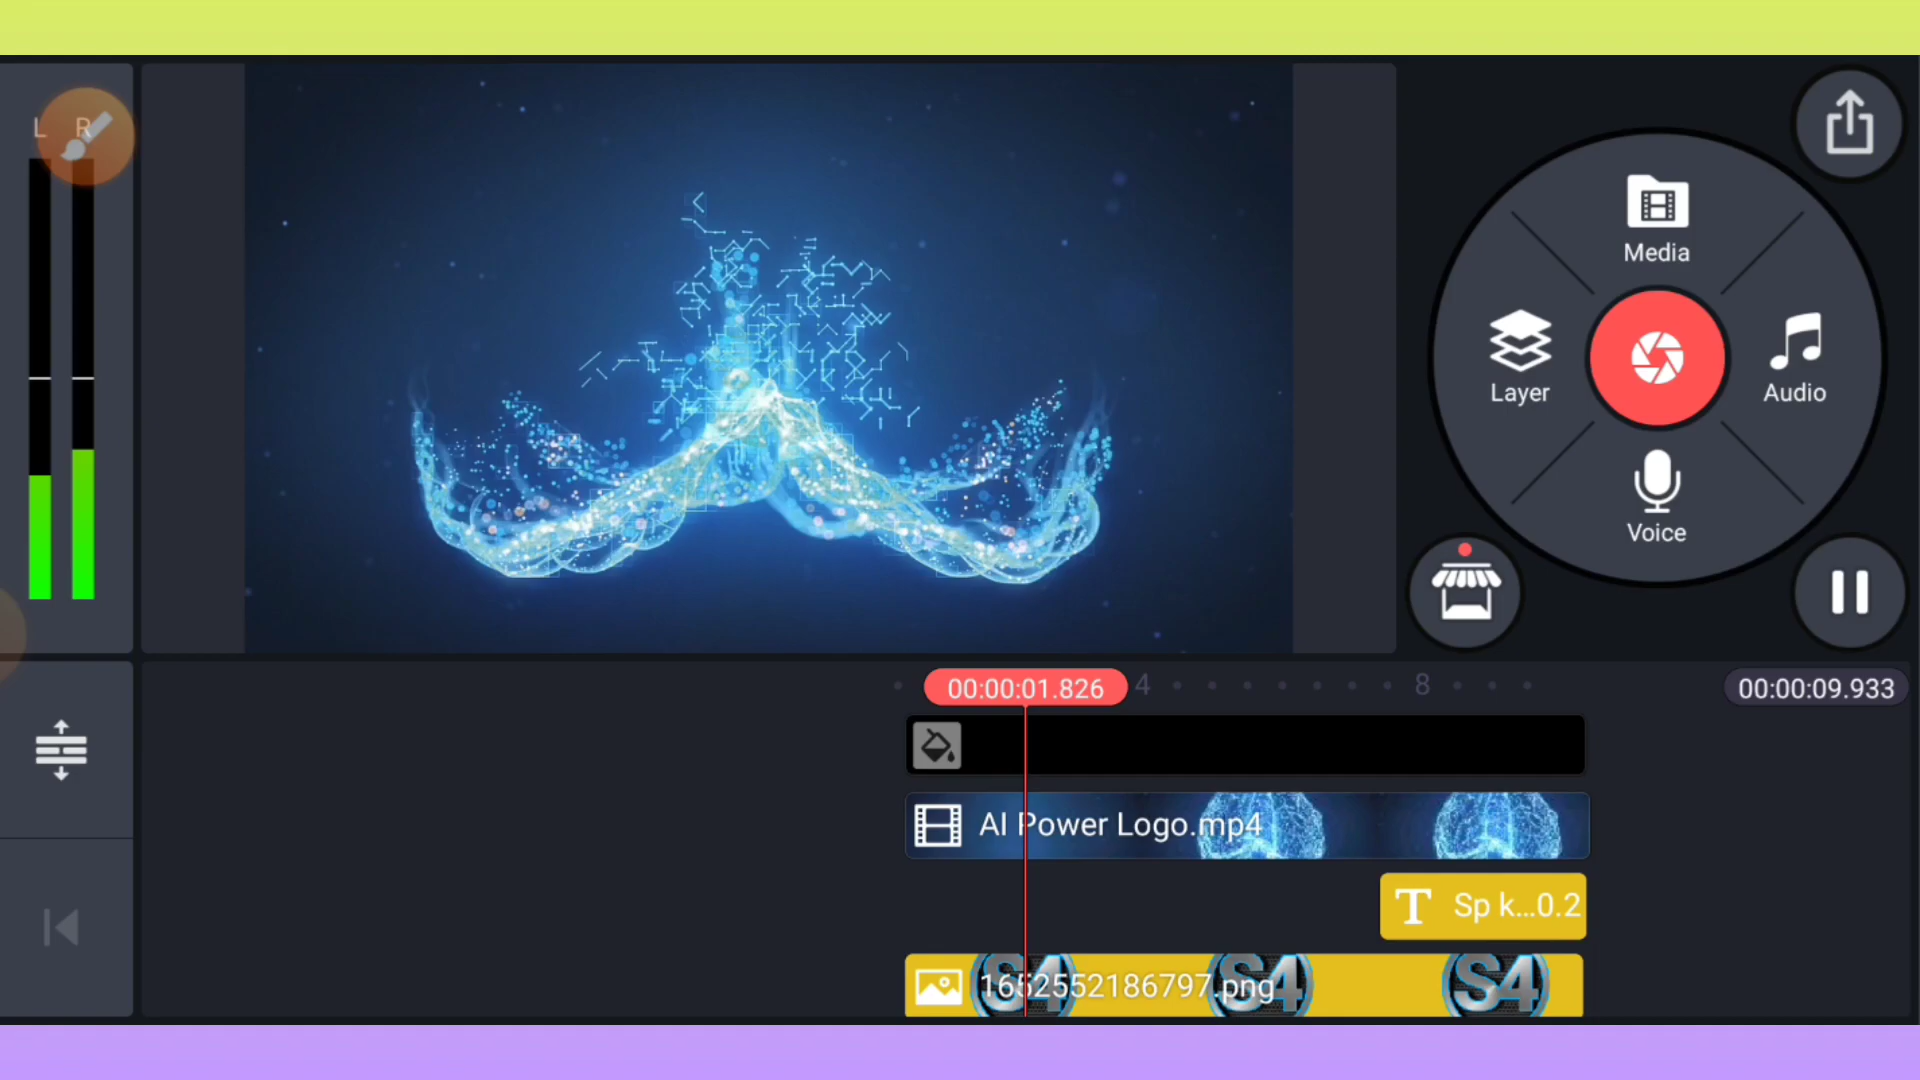 L R
Media
Layer
Audio
Voice
00:00:01.826
4
8
00:00:09.933
AI Power Logo.mp4
T Sp k...0.2
S4 S4 S4
1652552186797.png